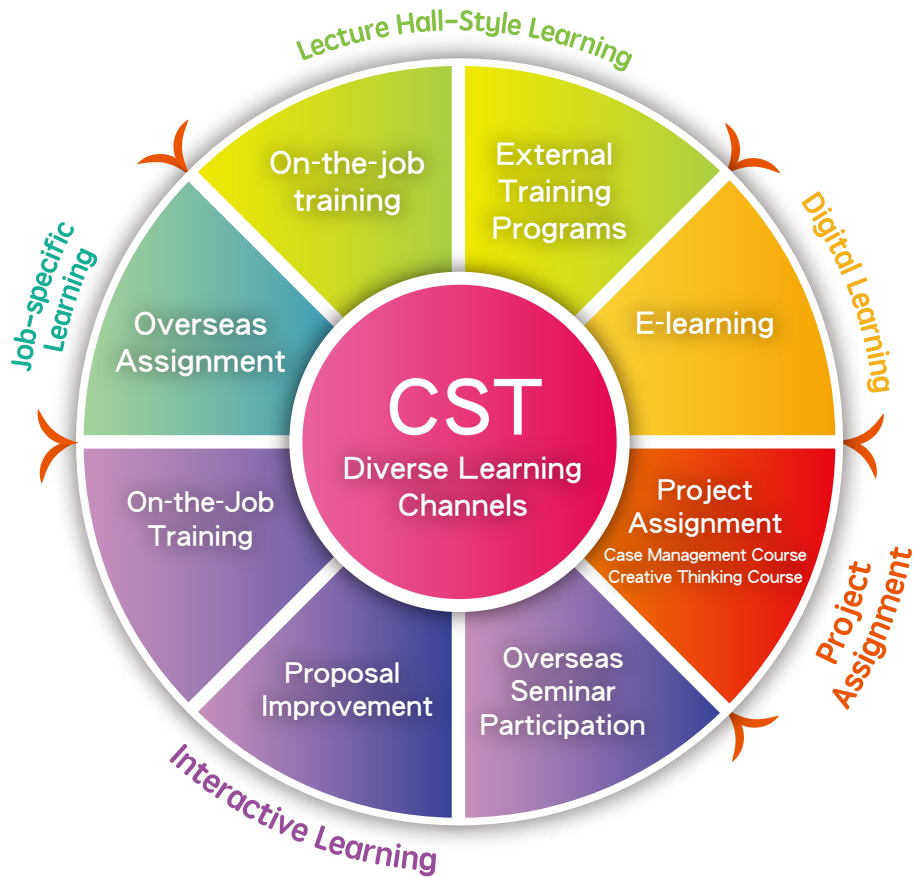 Lecture Hall-Style Learning
On-the-job
training
External
Training
Programs
Digital Learning
E-learning
Job-specific
Learning
Overseas
Assignment
CST
Diverse Learning
Channels
Project
Assignment
Case Management Course
Creative Thinking Course
Project
Assignment
On-the-Job
Training
Proposal
Improvement
Overseas
Seminar
Participation
Interactive Learning